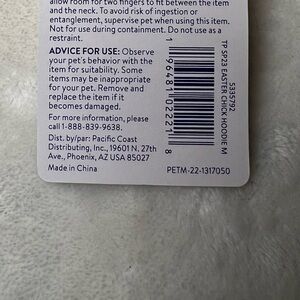 allow room for two fingers to fit between the item
and the neck. To avoid risk of ingestion or
entanglement, supervise pet when using this item.
Not for use during containment. Do not use as a
restraint.
ADVICE FOR USE: Observe
your pet's behavior with the
item for suitability. Some
items may be inappropriate
for your pet. Remove and
replace the item if it
becomes damaged.
For more information, please
call 1-888-839-9638.
Dist. by/par: Pacific Coast
Distributing, Inc., 19601 N. 27th
Ave., Phoenix, AZ USA 85027
Made in China
PETM-22-1317050
5335792
TP SP23 EASTER CHICK HOODIE M